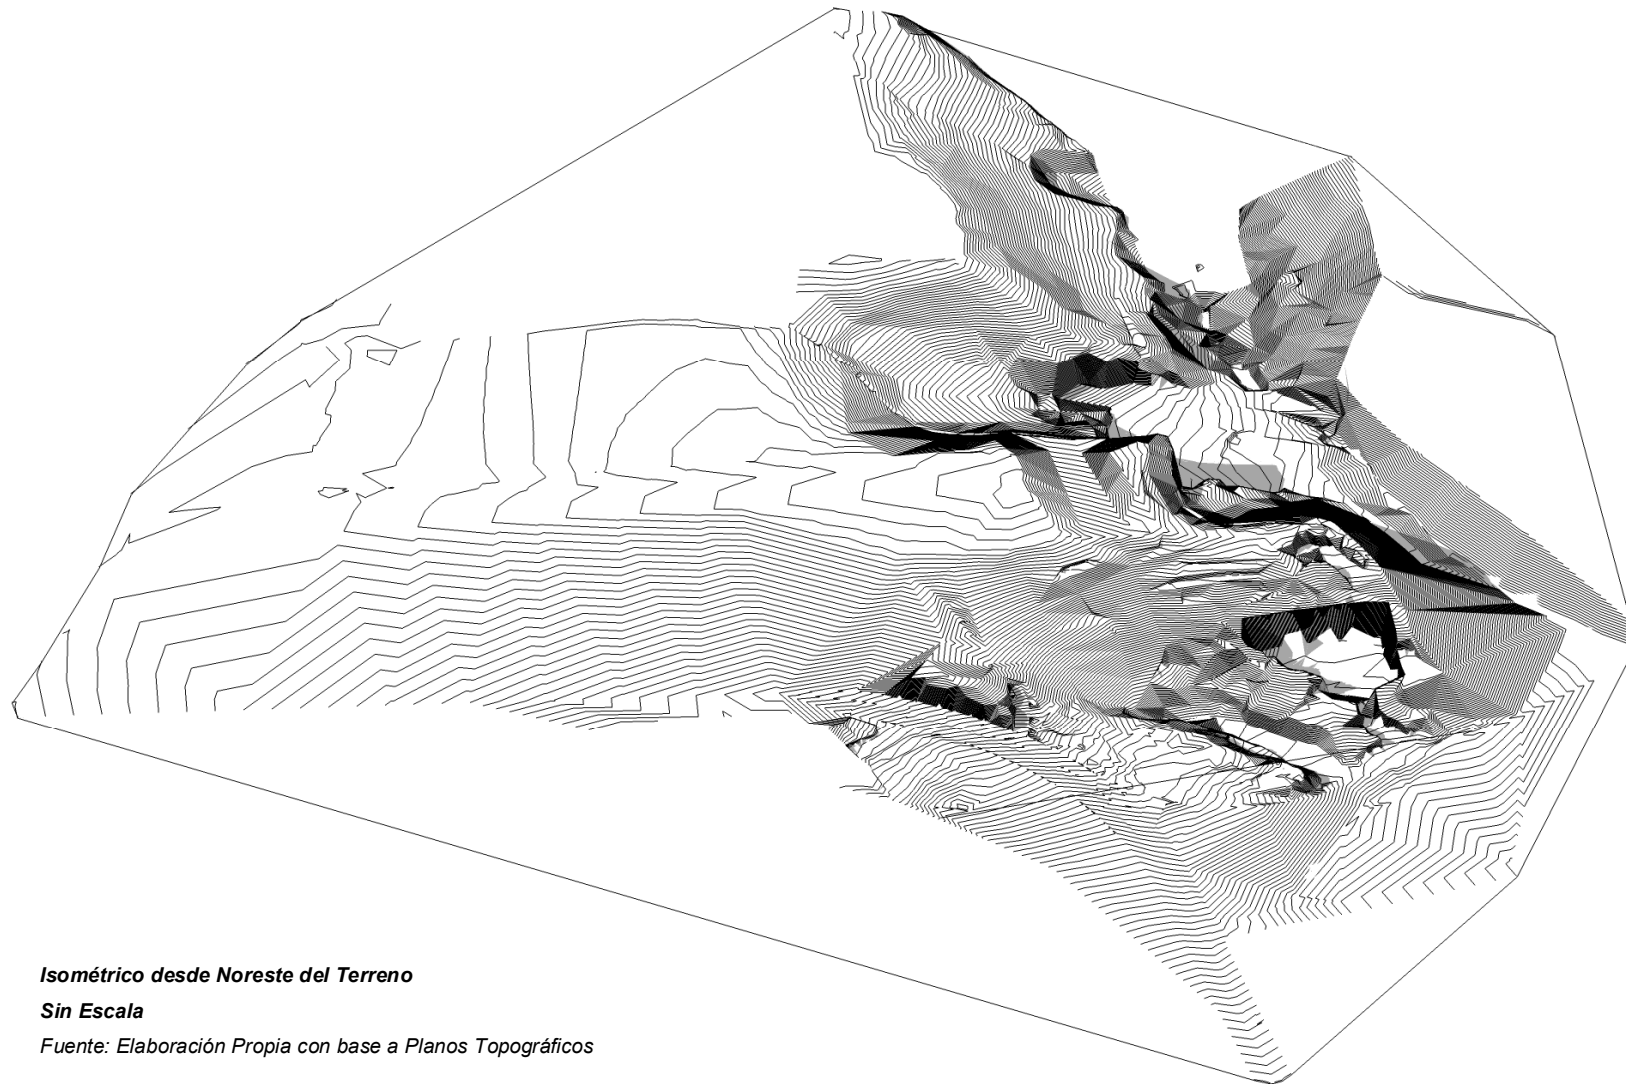 Isométrico desde Noreste del Terreno
Sin Escala
Fuente: Elaboración Propia con base a Planos Topográficos